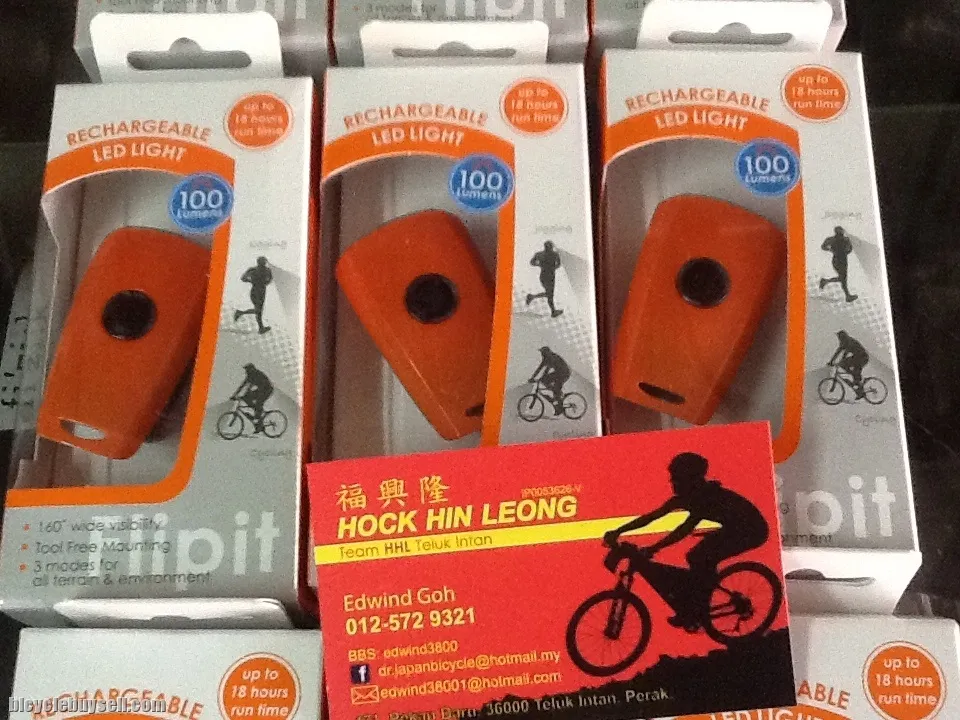 3 modes for
RECHARGEABLE
LED LIGHT
up to
18 hours
run time
100
Lumens
Jogging
Cycling
160° wide visibility
Tool Free Mounting
3 modes for
all terrain & environment
RECHARGEABLE
LED LIGHT
up to
18 hours
run time
100
Lumens
RECHARGEABLE
LED LIGHT
up to
18 hours
run time
100
Lumens
Jogging
Cycling
福興隆
IP0053626-V
HOCK HIN LEONG
Team HHL Teluk Intan
Edwind Goh
012-572 9321
BBS: edwind3800
f dr.japanbicycle@hotmail.my
edwind38001@hotmail.com
36000 Teluk Intan, Perak.
up to
18 hours
run time
up to
18 hours
run time
bicyclebuysell.com